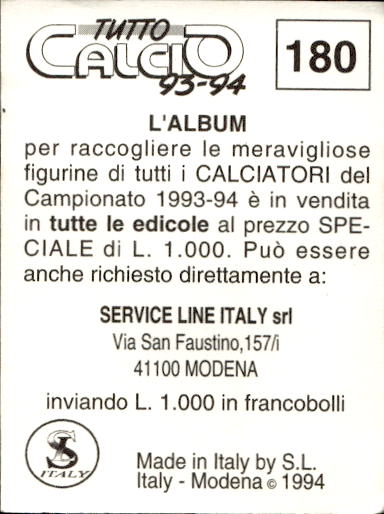 TUTTO
CALCIO
93-94
180
L'ALBUM
per raccogliere le meravigliose
figurine di tutti i CALCIATORI del
Campionato 1993-94 è in vendita
in tutte le edicole al prezzo SPE-
CIALE di L. 1.000. Può essere
anche richiesto direttamente a:
SERVICE LINE ITALY srl
Via San Faustino,157/i
41100 MODENA
inviando L. 1.000 in francobolli
SL
ITALY
Made in Italy by S.L.
Italy - Modena © 1994